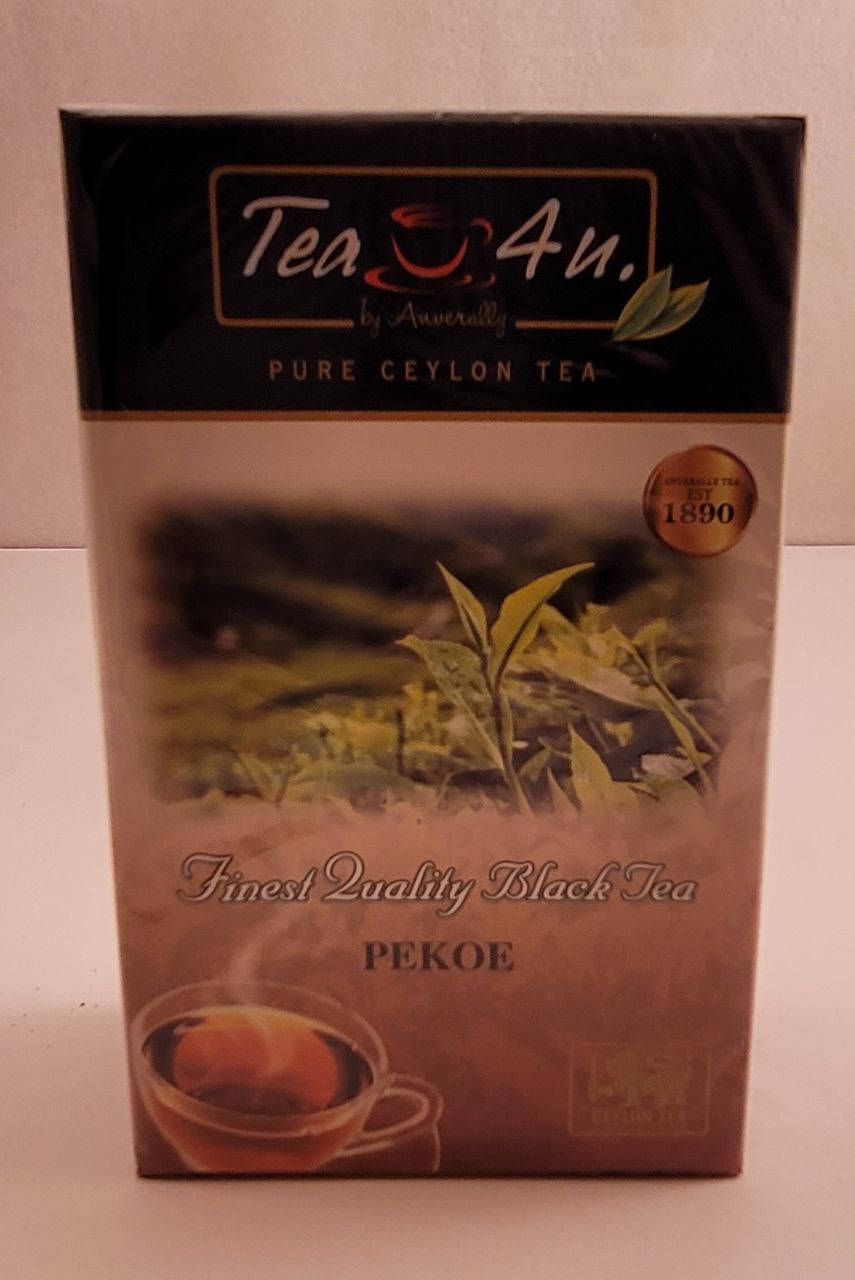 Tea 4u.
by Anverally
PURE CEYLON TEA
ANVERALLY TEA
EST
1890
Finest Quality Black Tea
PEKOE
CEYLON TEA